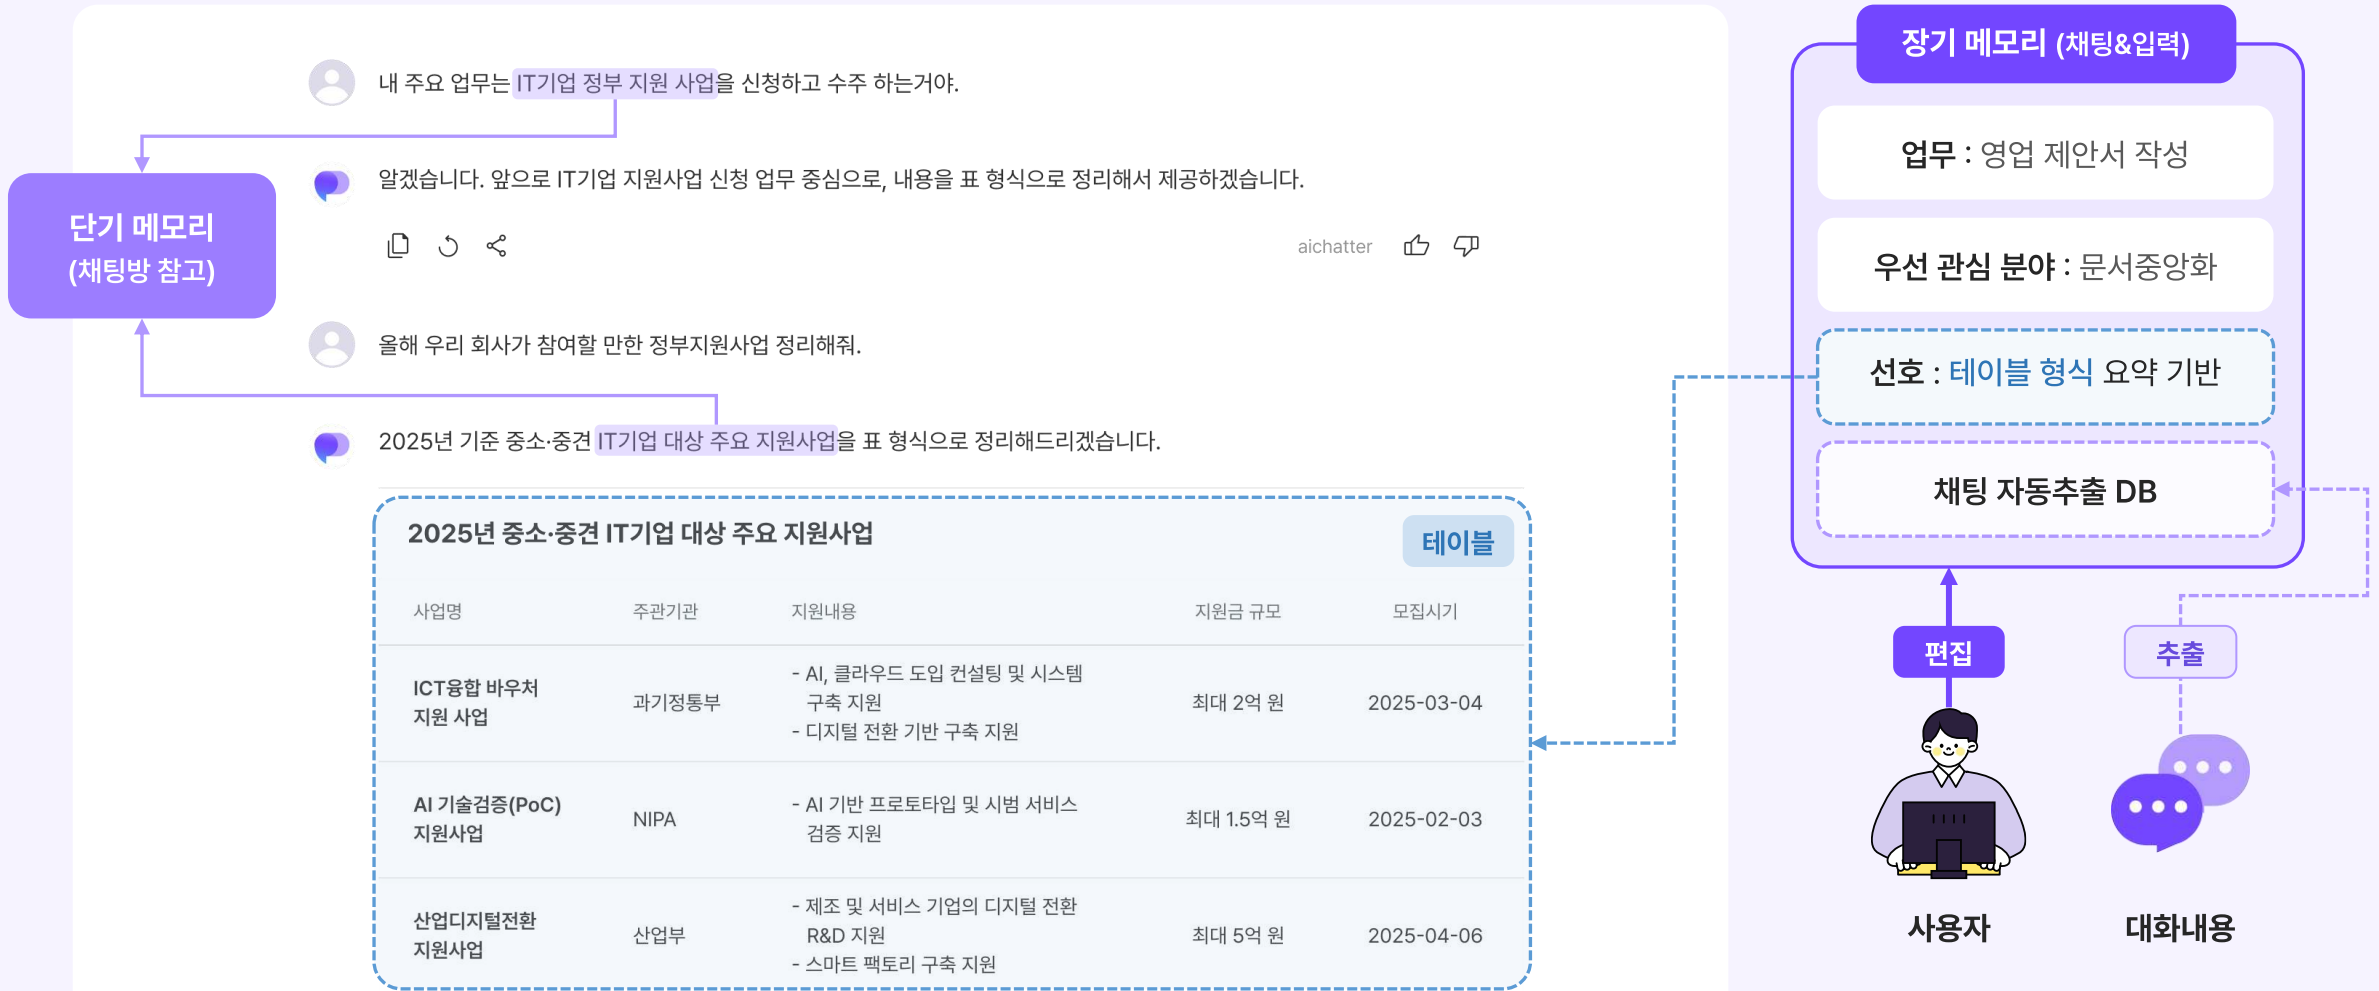 내 주요 업무는 IT기업 정부 지원 사업을 신청하고 수주 하는거야.
알겠습니다. 앞으로 IT기업 지원사업 신청 업무 중심으로, 내용을 표 형식으로 정리해서 제공하겠습니다.
aichatter
단기 메모리
(채팅방 참고)
올해 우리 회사가 참여할 만한 정부지원사업 정리해줘.
2025년 기준 중소·중견 IT기업 대상 주요 지원사업을 표 형식으로 정리해드리겠습니다.
2025년 중소·중견 IT기업 대상 주요 지원사업
테이블
사업명 주관기관 지원내용 지원금 규모 모집시기
ICT융합 바우처
지원 사업
과기정통부
- AI, 클라우드 도입 컨설팅 및 시스템
구축 지원
- 디지털 전환 기반 구축 지원
최대 2억 원
2025-03-04
AI 기술검증(PoC)
지원사업
NIPA
- AI 기반 프로토타입 및 시범 서비스
검증 지원
최대 1.5억 원
2025-02-03
산업디지털전환
지원사업
산업부
- 제조 및 서비스 기업의 디지털 전환
R&D 지원
- 스마트 팩토리 구축 지원
최대 5억 원
2025-04-06
장기 메모리 (채팅&입력)
업무 : 영업 제안서 작성
우선 관심 분야 : 문서중앙화
선호 : 테이블 형식 요약 기반
채팅 자동추출 DB
편집
추출
사용자
대화내용